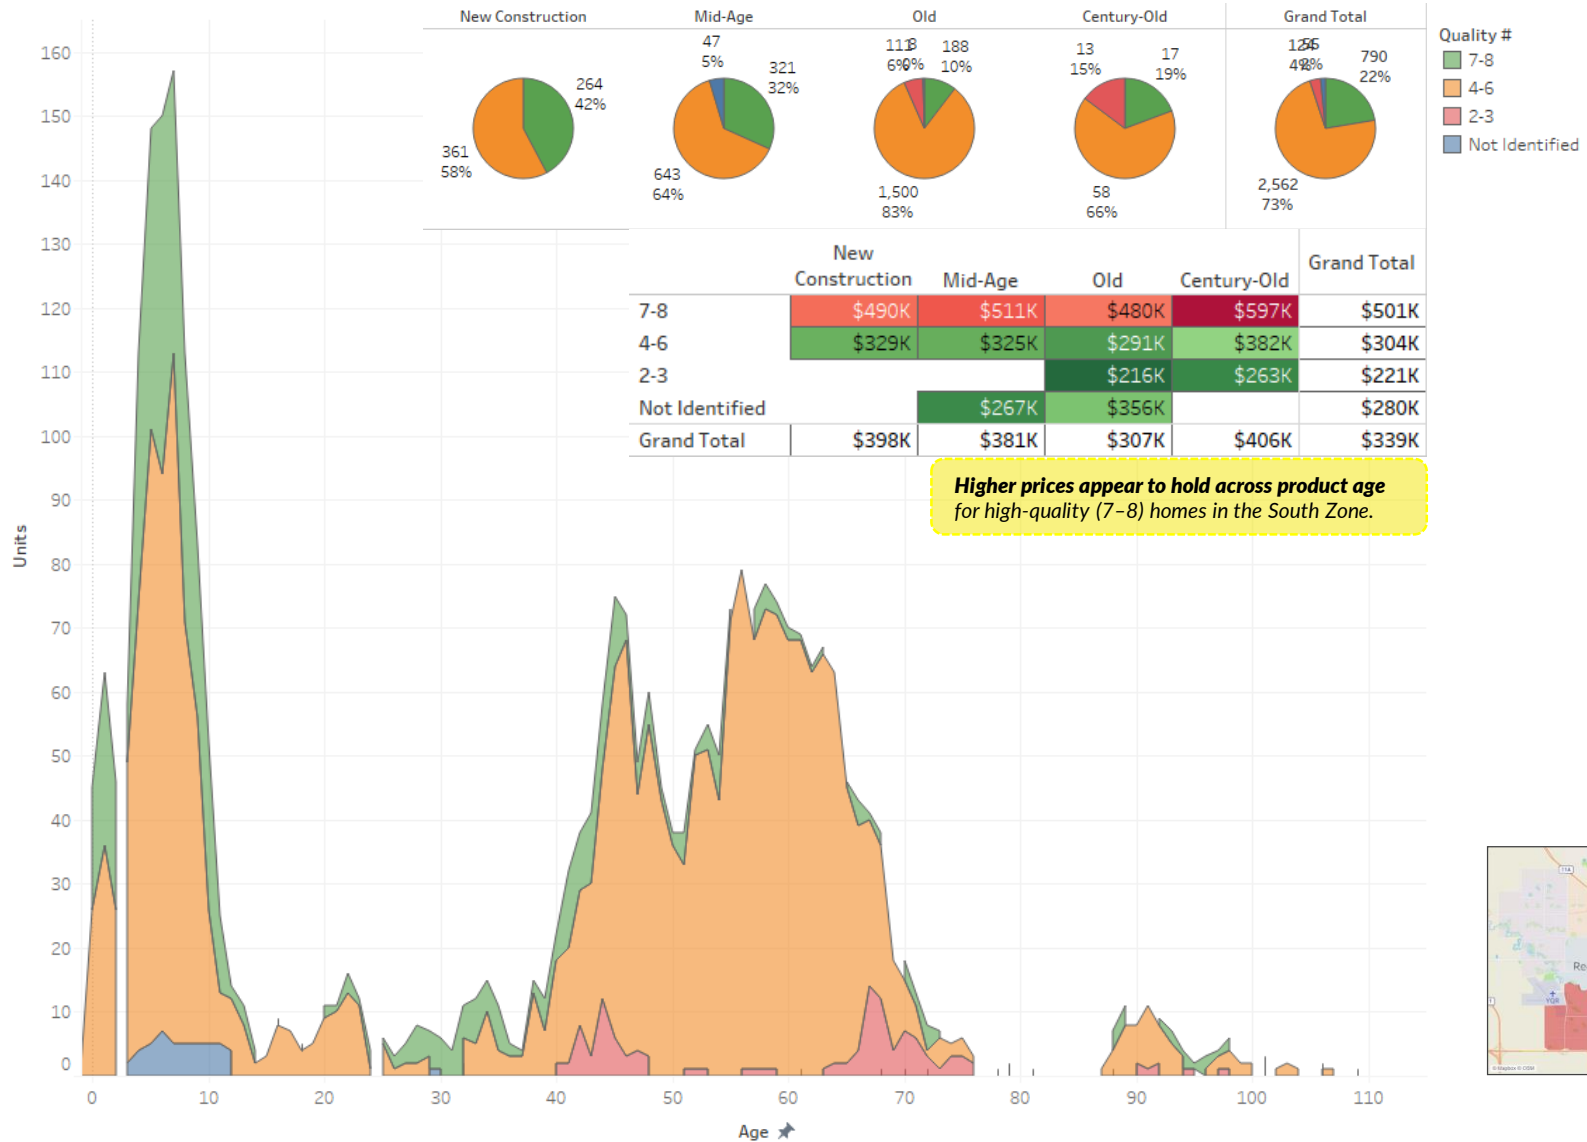 New Construction Mid-Age Old Century-Old Grand Total
Quality #
7-8
4-6
2-3
Not Identified
264
42%
361
58%
47
5%
321
32%
643
64%
188
10%
1,500
83%
13
15%
17
19%
58
66%
790
22%
2,562
73%
New Construction Mid-Age Old Century-Old Grand Total
7-8 $490K $511K $480K $597K $501K
4-6 $329K $325K $291K $382K $304K
2-3 $216K $263K $221K
Not Identified $267K $356K $280K
Grand Total $398K $381K $307K $406K $339K
Higher prices appear to hold across product age
for high-quality (7–8) homes in the South Zone.
Units
160
150
140
130
120
110
100
90
80
70
60
50
40
30
20
10
0
0 10 20 30 40 50 60 70 80 90 100 110
Age
Re
YQR
© Mapbox © OSM